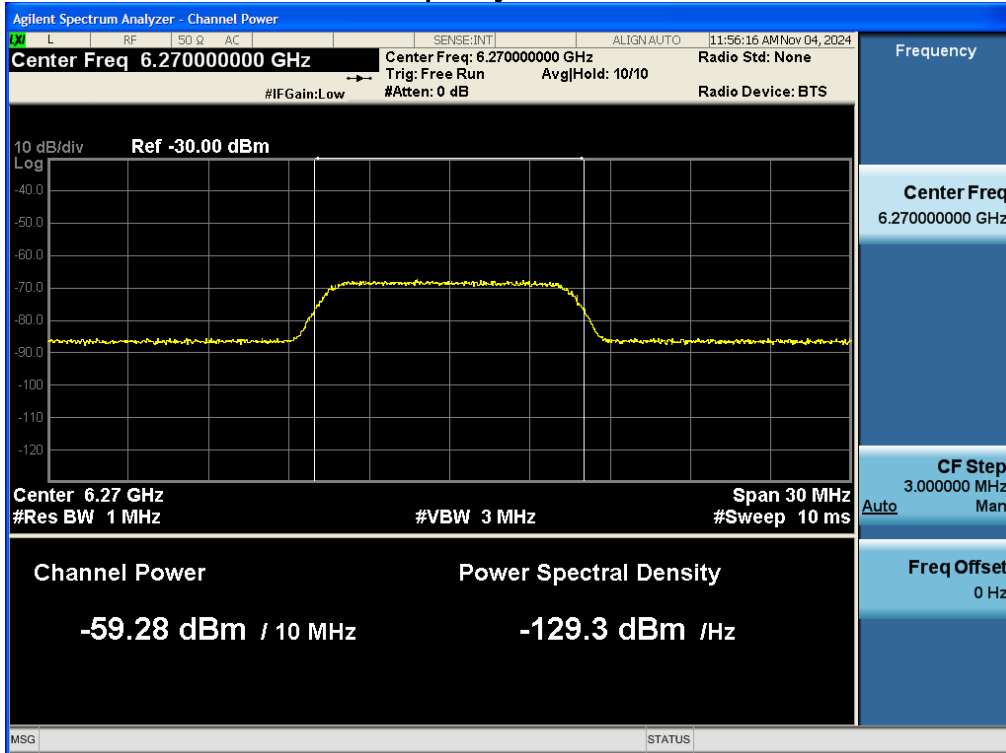 Agilent Spectrum Analyzer - Channel Power
LXI L RF 50 Ω AC SENSE:INT ALIGN AUTO 11:56:16 AM Nov 04, 2024
Center Freq 6.270000000 GHz
Center Freq: 6.270000000 GHz
Radio Std: None
Trig: Free Run Avg|Hold: 10/10
#IFGain:Low
#Atten: 0 dB
Radio Device: BTS
10 dB/div Ref -30.00 dBm
Log
-40.0
-50.0
-60.0
-70.0
-80.0
-90.0
-100
-110
-120
Center 6.27 GHz
Span 30 MHz
#Res BW 1 MHz
#VBW 3 MHz
#Sweep 10 ms
Channel Power
Power Spectral Density
-59.28 dBm / 10 MHz
-129.3 dBm /Hz
MSG
STATUS
Frequency
Center Freq
6.270000000 GHz
CF Step
3.000000 MHz
Auto Man
Freq Offset
0 Hz